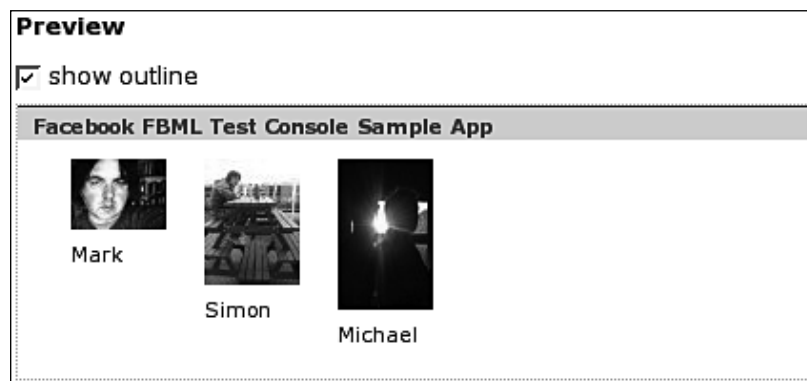 Preview
show outline
Facebook FBML Test Console Sample App
Mark
Simon
Michael